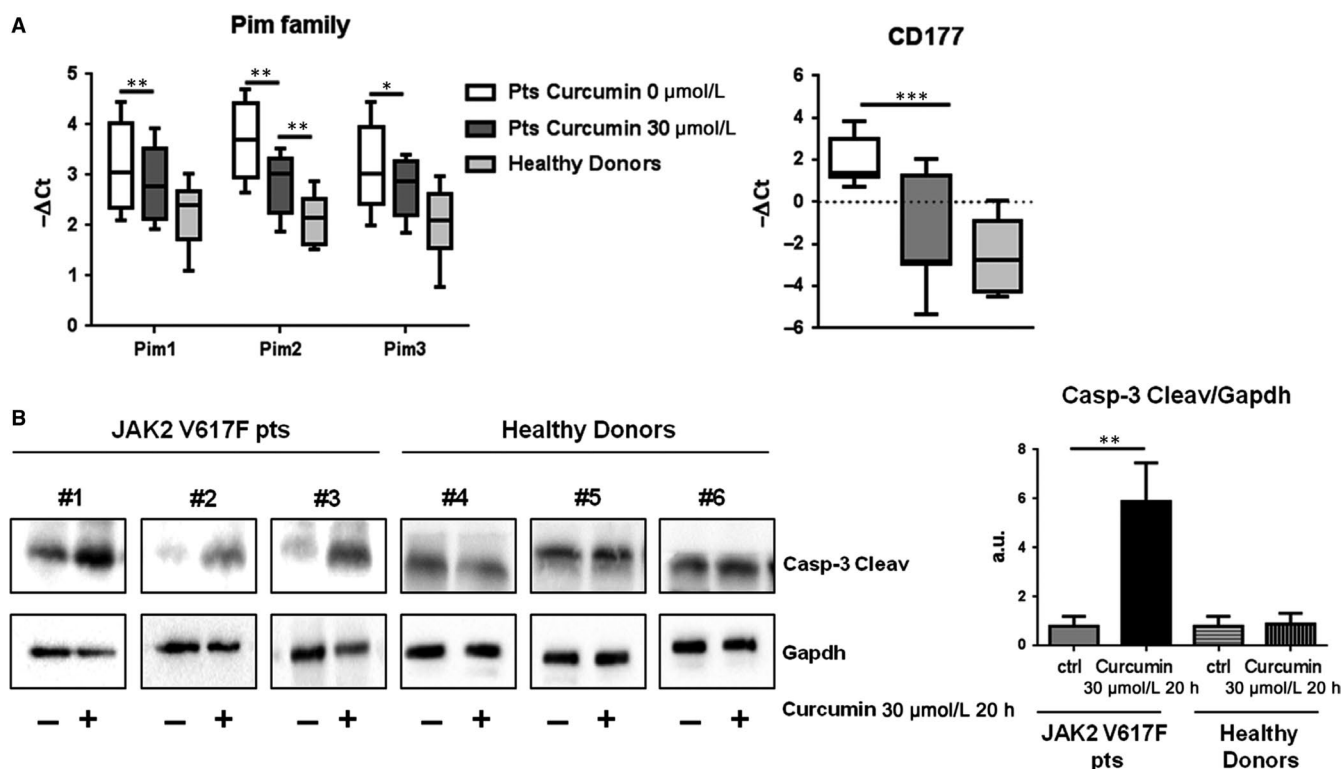 A
Pim family
−ΔCt
5
4
3
2
1
0
** ** ** *
Pim1 Pim2 Pim3
Pts Curcumin 0 μmol/L
Pts Curcumin 30 μmol/L
Healthy Donors
CD177
−ΔCt
6
4
2
0
−2
−4
−6
***
B
JAK2 V617F pts Healthy Donors
#1 #2 #3 #4 #5 #6
Casp-3 Cleav
Gapdh
− + − + − + − + − + − + Curcumin 30 μmol/L 20 h
Casp-3 Cleav/Gapdh
a.u.
8
6
4
2
0
**
ctrl Curcumin ctrl Curcumin
30 μmol/L 20 h 30 μmol/L 20 h
JAK2 V617F Healthy
pts Donors